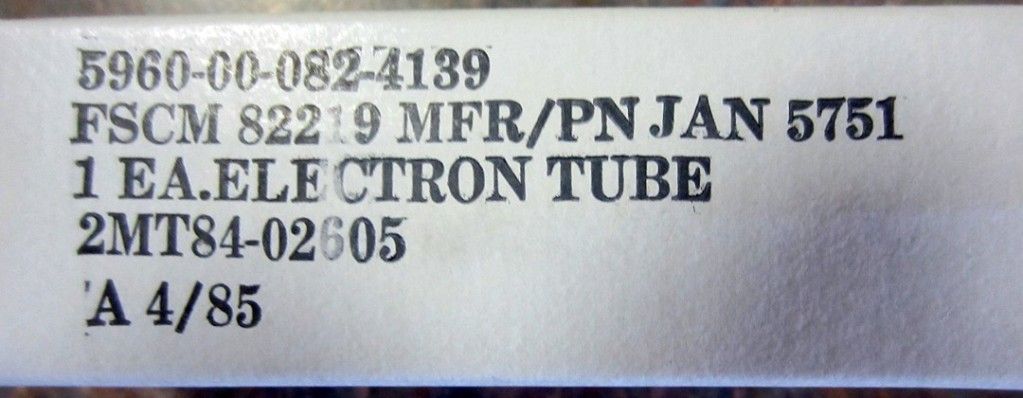 5960-00-082-4139
FSCM 82219 MFR/PN JAN 5751
1 EA.ELECTRON TUBE
2MT84-02605
A 4/85